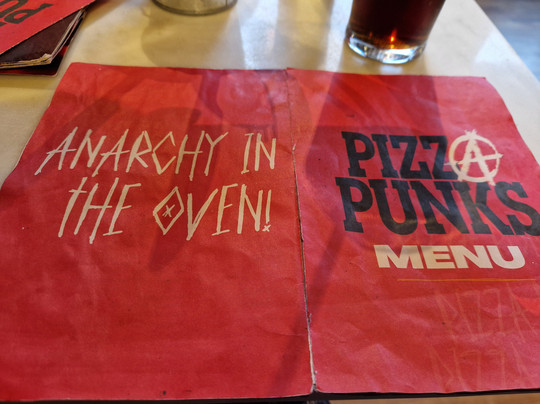 ANARCHY IN
THE OVEN!
PIZZA
PUNKS
MENU